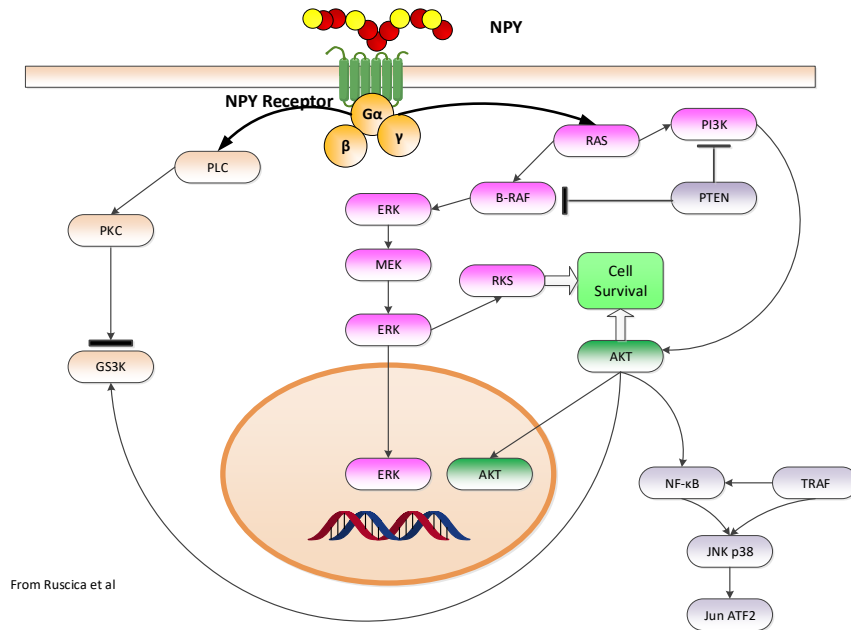 NPY
NPY Receptor
Gα
β
γ
PLC
RAS
PI3K
PKC
ERK
B-RAF
PTEN
MEK
RKS
Cell
Survival
GS3K
ERK
AKT
ERK
AKT
NF-κB
TRAF
JNK p38
From Ruscica et al
Jun ATF2